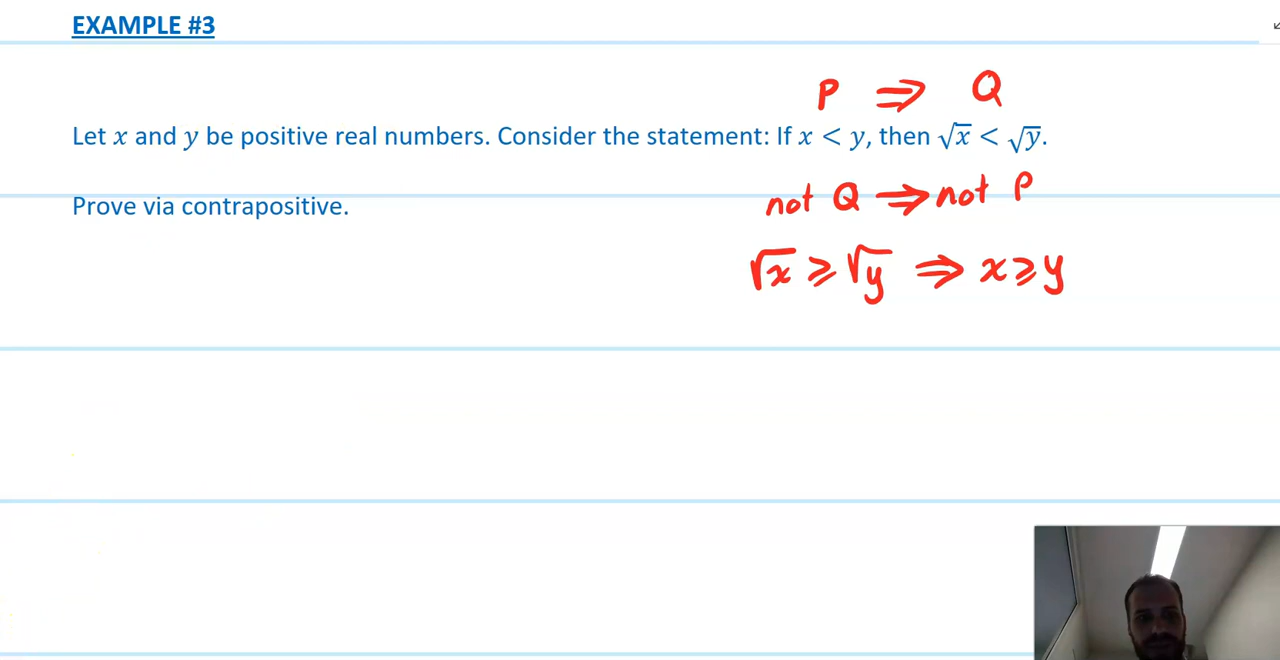 EXAMPLE #3
P ⇒ Q
Let x and y be positive real numbers. Consider the statement: If x < y, then √x < √y.
not Q ⇒ not P
Prove via contrapositive.
√x ⩾ √y ⇒ x ⩾ y